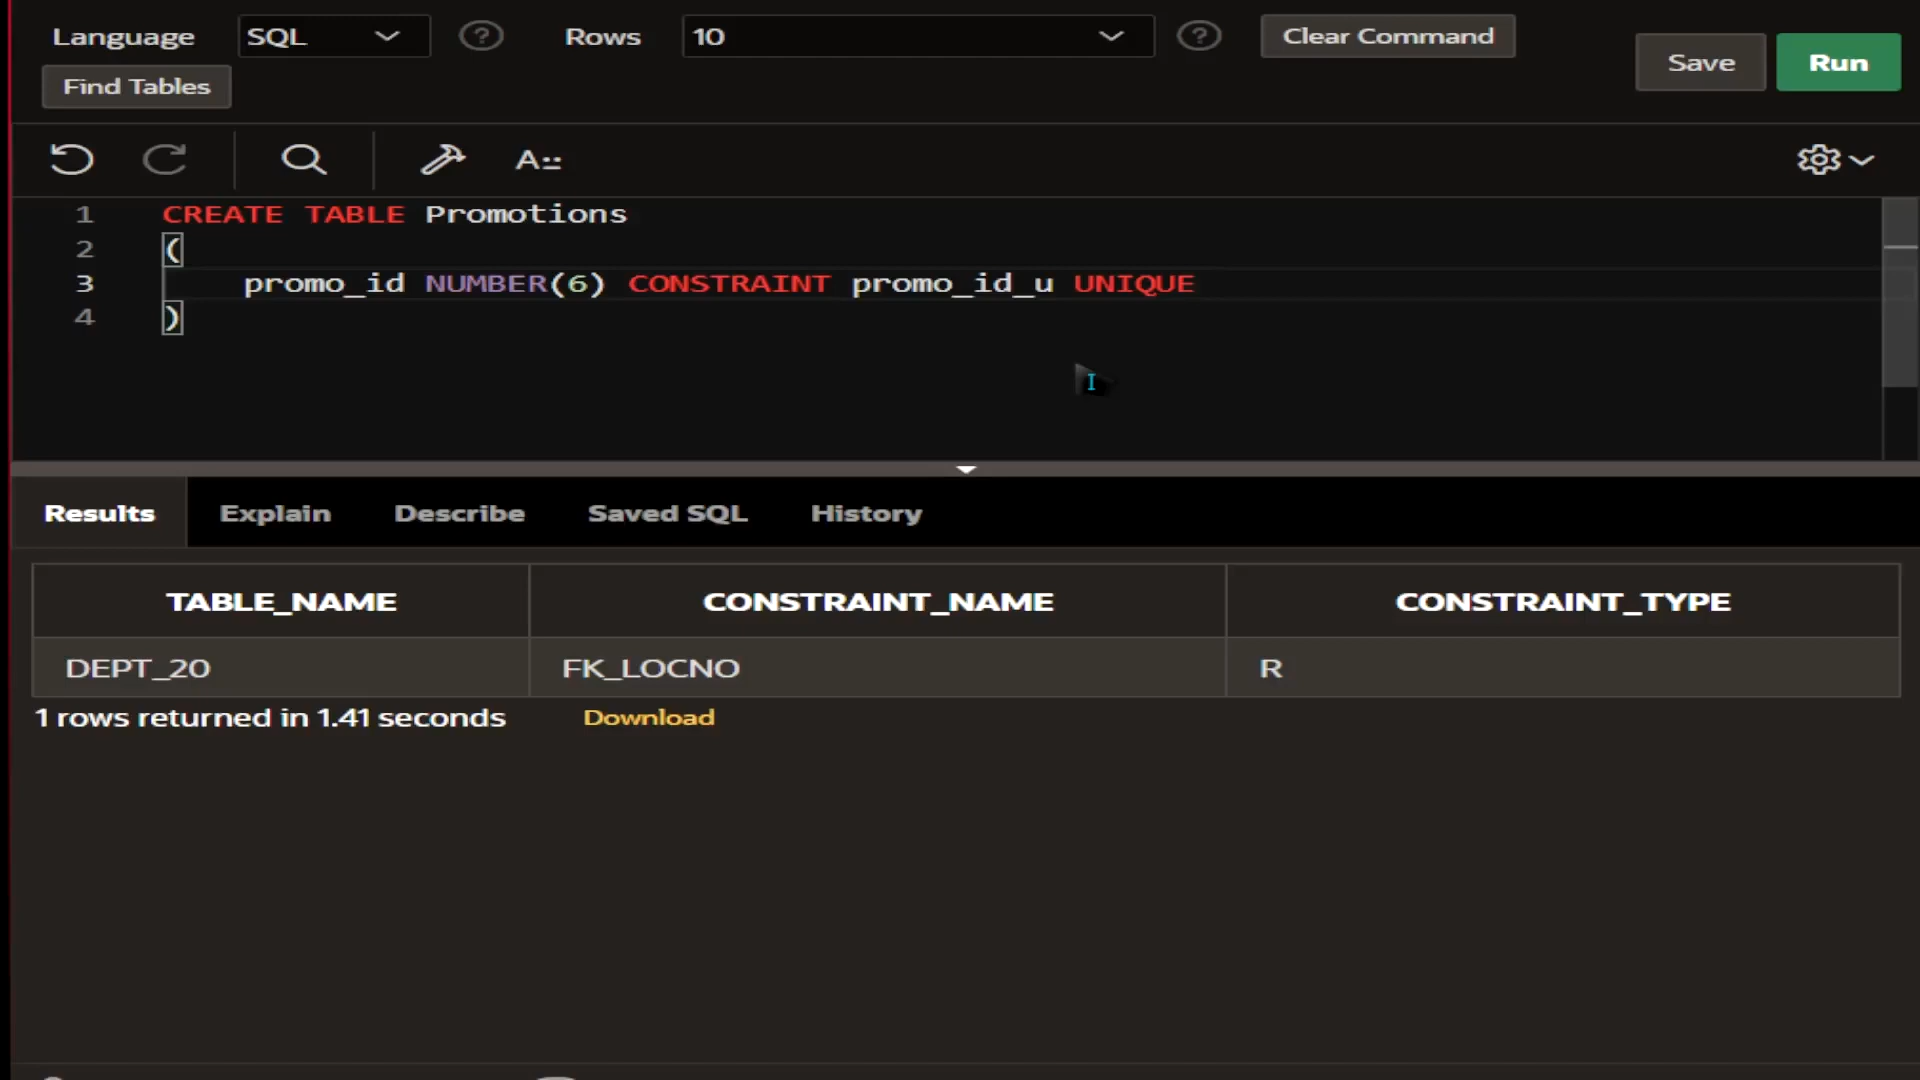 Language SQL Rows 10 Clear Command
Save Run
Find Tables
A
1 CREATE TABLE Promotions
2 (
3 promo_id NUMBER(6) CONSTRAINT promo_id_u UNIQUE
4 )
Results Explain Describe Saved SQL History
TABLE_NAME CONSTRAINT_NAME CONSTRAINT_TYPE
DEPT_20 FK_LOCNO R
1 rows returned in 1.41 seconds Download